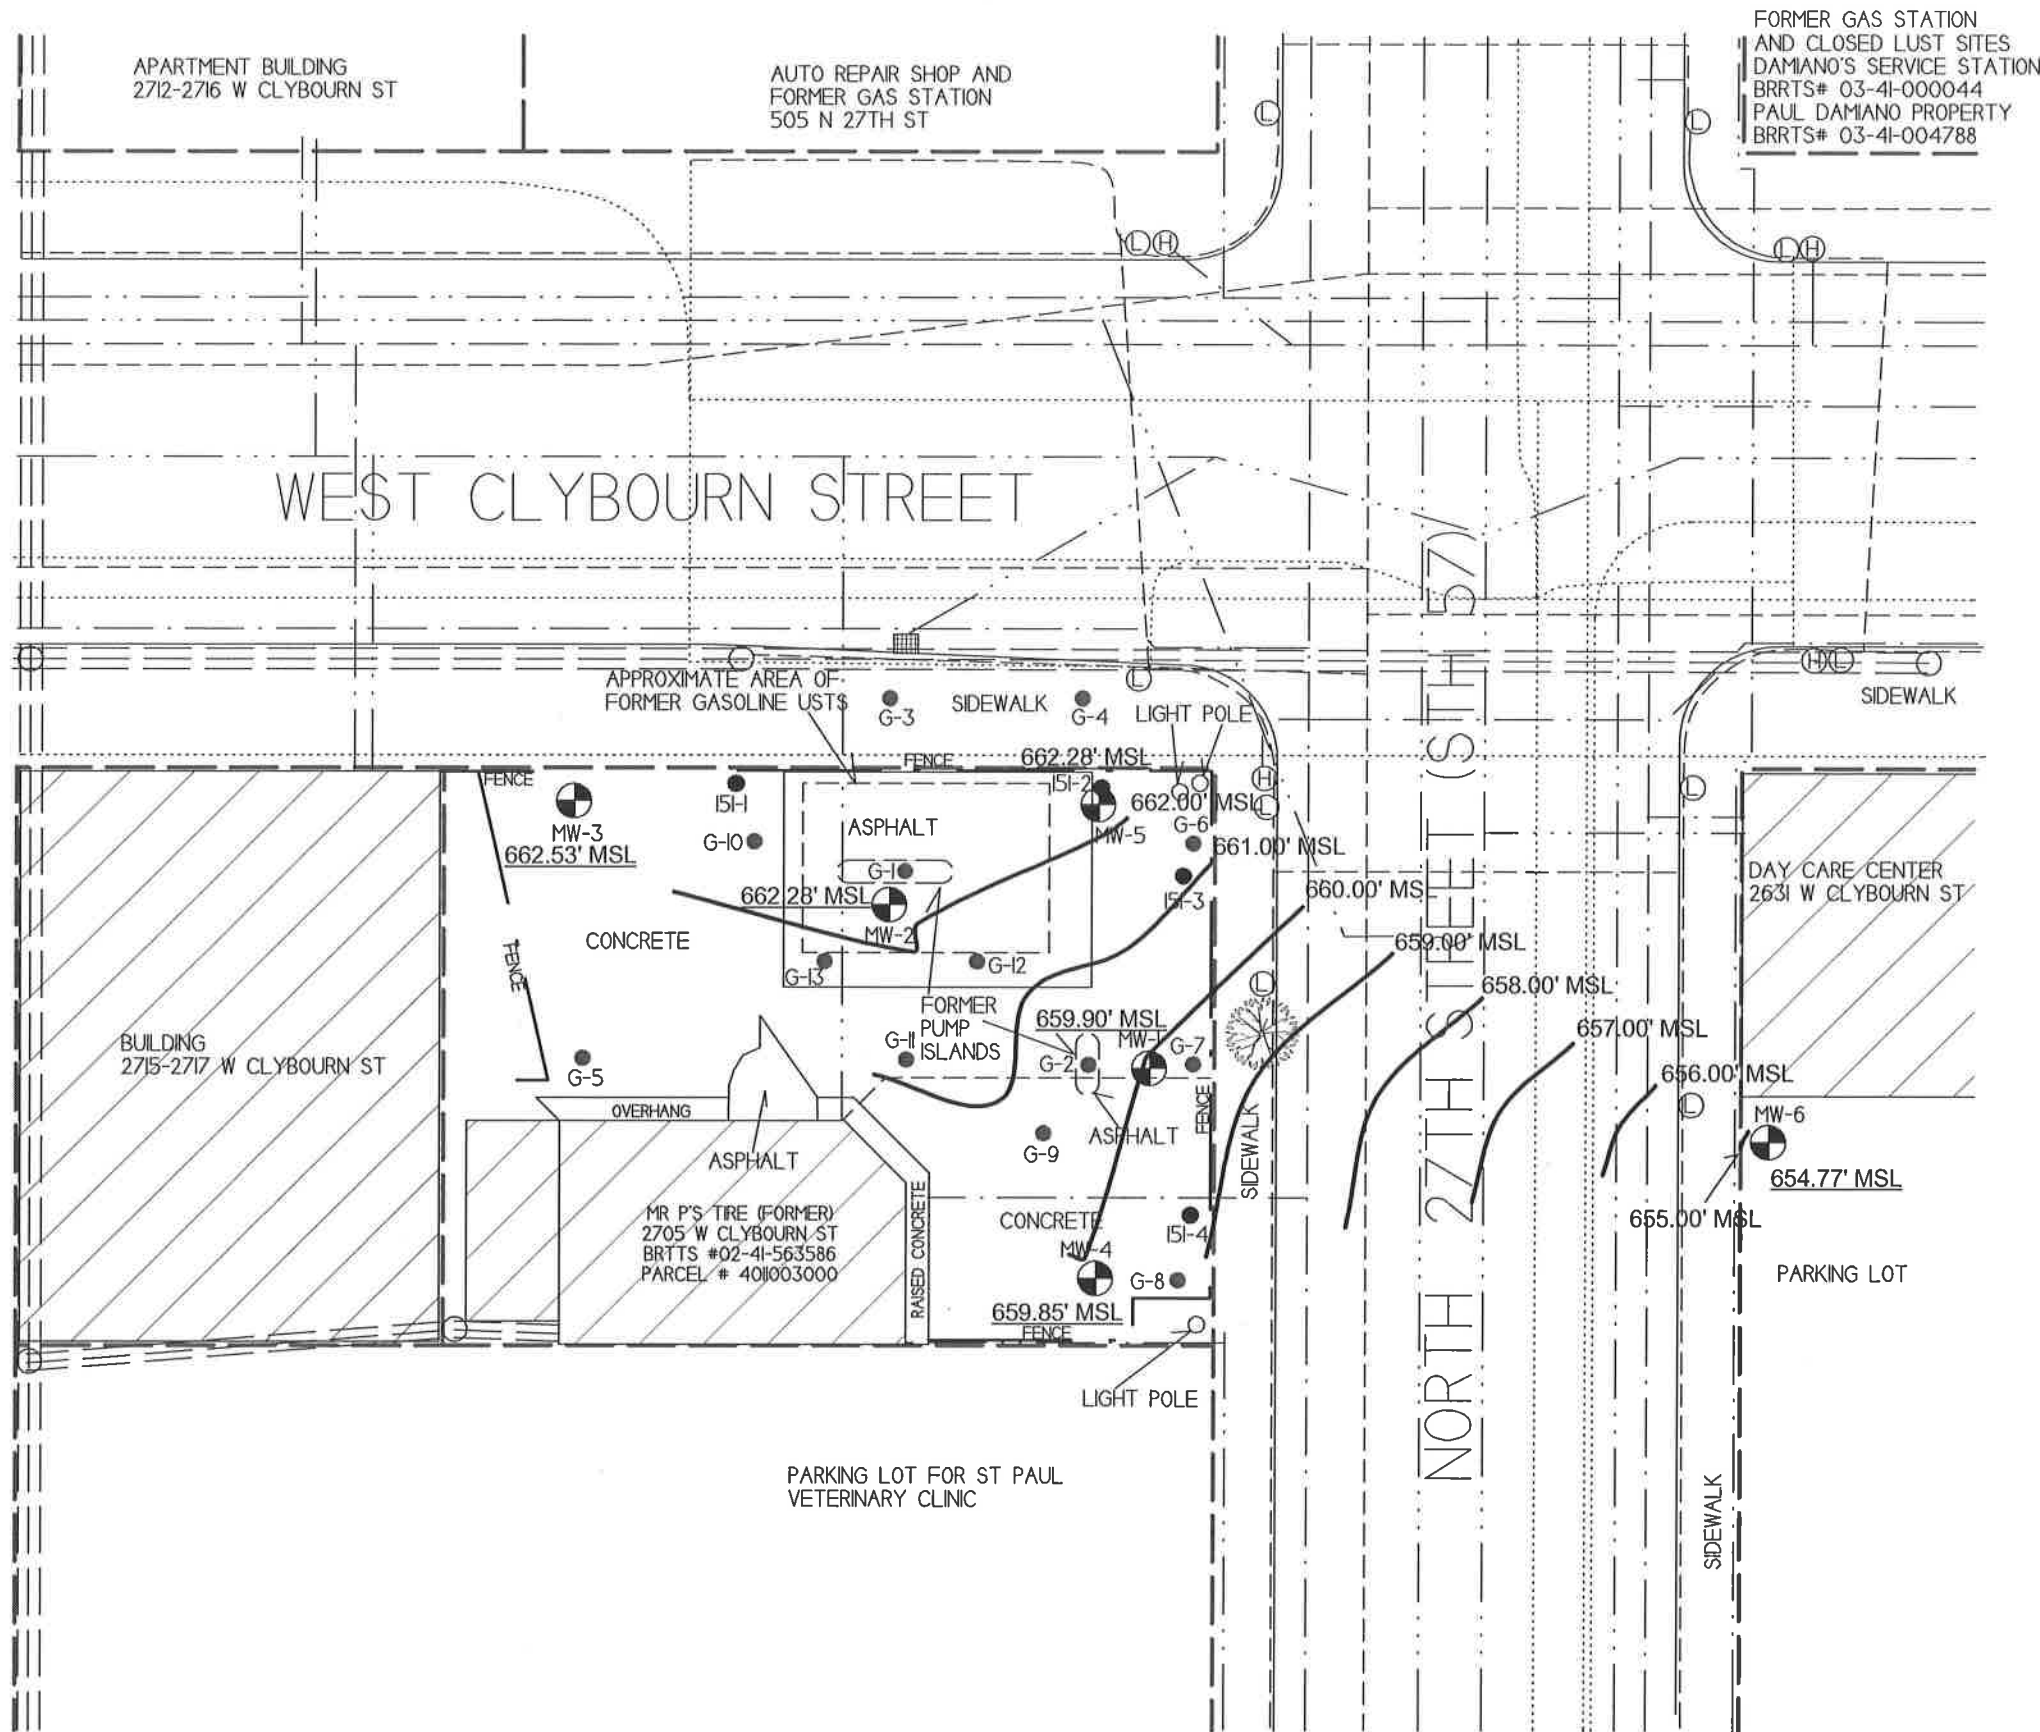 FORMER GAS STATION
AND CLOSED LUST SITES
DAMIANO'S SERVICE STATION
BRRTS# 03-41-000044
PAUL DAMIANO PROPERTY
BRRTS# 03-41-004788
APARTMENT BUILDING
2712-2716 W CLYBOURN ST
AUTO REPAIR SHOP AND
FORMER GAS STATION
505 N 27TH ST
L
L
L H
L H
WEST CLYBOURN STREET
NORTH 27TH STREET (STH 57)
APPROXIMATE AREA OF
FORMER GASOLINE USTS
G-3
SIDEWALK
G-4
L
LIGHT POLE
H L
SIDEWALK
FENCE
FENCE
662.28' MSL
MW-3
662.53' MSL
151-1
G-10
ASPHALT
151-2
662.00' MSL
MW-5
G-6
H
L
L
661.00' MSL
G-1
662.28' MSL
MW-2
151-3
660.00' MSL
DAY CARE CENTER
2631 W CLYBOURN ST
CONCRETE
FENCE
G-13
G-12
659.00' MSL
658.00' MSL
L
FORMER
PUMP
ISLANDS
659.90' MSL
MW-1
657.00' MSL
BUILDING
2715-2717 W CLYBOURN ST
G-5
G-11
G-2
G-7
656.00' MSL
L
OVERHANG
FENCE
MW-6
G-9
ASPHALT
SIDEWALK
ASPHALT
654.77' MSL
MR P'S TIRE (FORMER)
2705 W CLYBOURN ST
BRTTS #02-41-563586
PARCEL # 4011003000
RAISED CONCRETE
CONCRETE
151-4
655.00' MSL
MW-4
G-8
PARKING LOT
659.85' MSL
FENCE
LIGHT POLE
PARKING LOT FOR ST PAUL
VETERINARY CLINIC
SIDEWALK